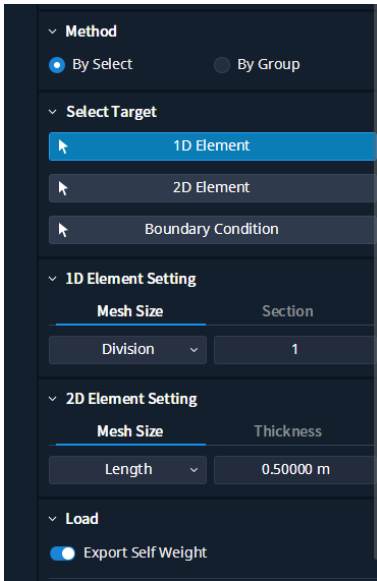 Method
By Select By Group
Select Target
1D Element
2D Element
Boundary Condition
1D Element Setting
Mesh Size Section
Division 1
2D Element Setting
Mesh Size Thickness
Length 0.50000 m
Load
Export Self Weight